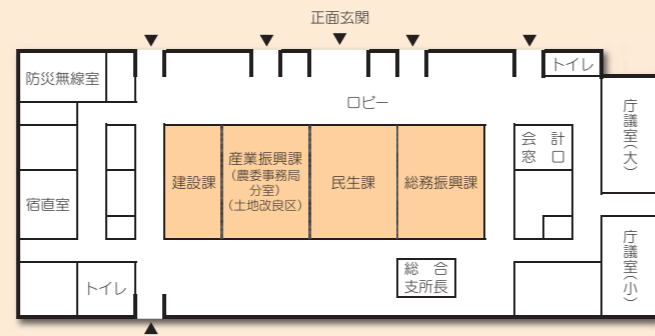 正面玄関
防災無線室
トイレ
ロビー
庁議室(大)
会計
窓口
建設課
産業振興課
(農委事務局
分室)
(土地改良区)
民生課
総務振興課
宿直室
庁議室(小)
総合
支所長
トイレ